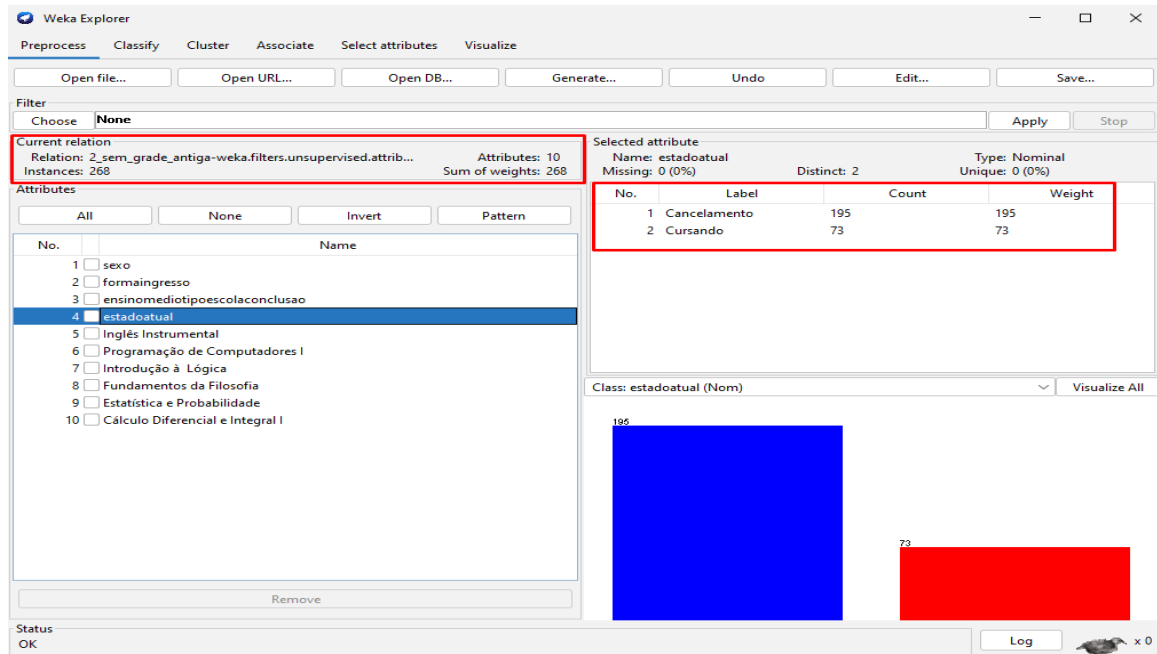 Weka Explorer
Preprocess Classify Cluster Associate Select attributes Visualize
Open file... Open URL... Open DB... Generate... Undo Edit... Save...
Filter
Choose None Apply Stop
Current relation
Relation: 2_sem_grade_antiga-weka.filters.unsupervised.attrib... Attributes: 10
Instances: 268 Sum of weights: 268
Attributes
All None Invert Pattern
No. Name
1 sexo
2 formaingresso
3 ensinomediotipoescolaconclusao
4 estadoatual
5 Inglês Instrumental
6 Programação de Computadores I
7 Introdução à  Lógica
8 Fundamentos da Filosofia
9 Estatística e Probabilidade
10 Cálculo Diferencial e Integral I
Remove
Selected attribute
Name: estadoatual Type: Nominal
Missing: 0 (0%) Distinct: 2 Unique: 0 (0%)
No. Label Count Weight
1 Cancelamento 195 195
2 Cursando 73 73
Class: estadoatual (Nom) Visualize All
195
73
Status
OK
Log x 0